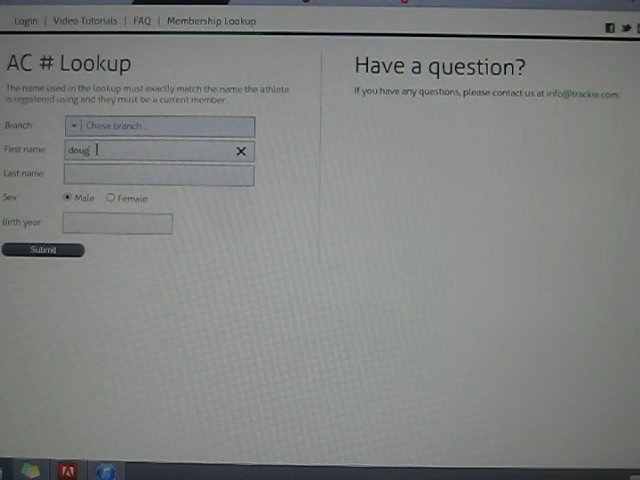 Login | Video Tutorials | FAQ | Membership Lookup
AC # Lookup
Have a question?
The name used in the lookup must exactly match the name the athlete
is registered using and they must be a current member
If you have any questions, please contact us at info@trackie.com
Branch:
Chose branch...
First name
doug
Last name
Sex:
Male
Female
Birth year:
Submit